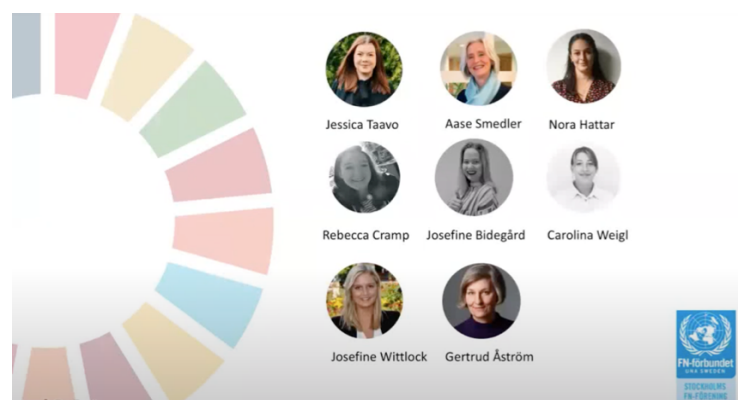 Jessica Taavo
Aase Smedler
Nora Hattar
Rebecca Cramp
Josefine Bidegård
Carolina Weigl
Josefine Wittlock
Gertrud Åström
FN-förbundet
UNA SWEDEN
STOCKHOLMS
FN-FÖRENING